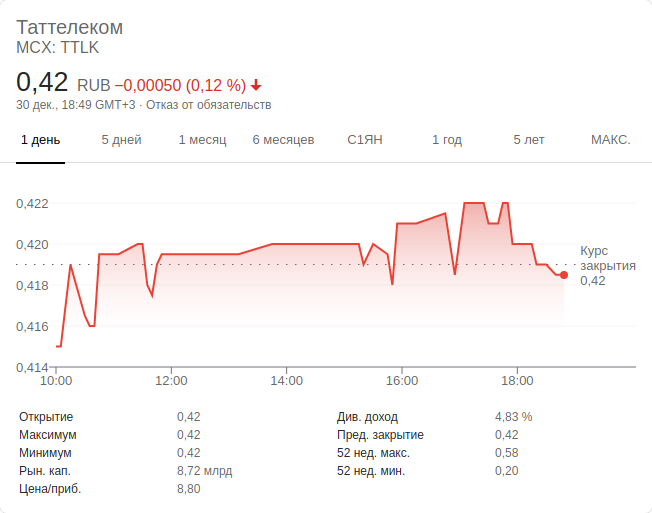 Таттелеком
MCX: TTLK
0,42 RUB −0,00050 (0,12 %)
30 дек., 18:49 GMT+3 · Отказ от обязательств
1 день 5 дней 1 месяц 6 месяцев С1ЯН 1 год 5 лет МАКС.
0,422
0,420
0,418
0,416
0,414
Курс
закрытия
0,42
10:00 12:00 14:00 16:00 18:00
Открытие 0,42 Див. доход 4,83 %
Максимум 0,42 Пред. закрытие 0,42
Минимум 0,42 52 нед. макс. 0,58
Рын. кап. 8,72 млрд 52 нед. мин. 0,20
Цена/приб. 8,80